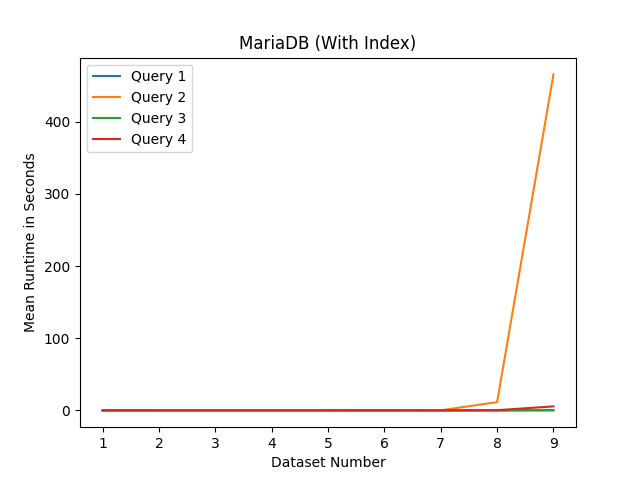 MariaDB (With Index)
Query 1
Query 2
Query 3
Query 4
Mean Runtime in Seconds
400
300
200
100
0
1 2 3 4 5 6 7 8 9
Dataset Number